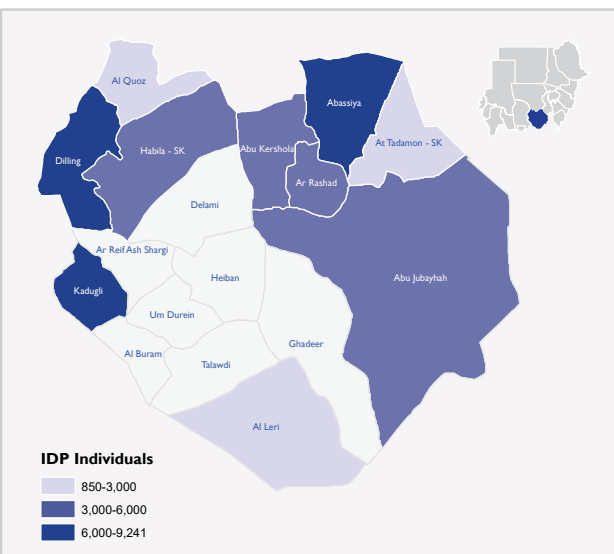 Al Quoz
Abassiya
Habila - SK
Abu Kershola
At Tadamon - SK
Dilling
Ar Rashad
Delami
Ar Reif Ash Shargi
Heiban
Abu Jubayhah
Kadugli
Um Durein
Ghadeer
Al Buram
Talawdi
Al Leri
IDP Individuals
850-3,000
3,000-6,000
6,000-9,241